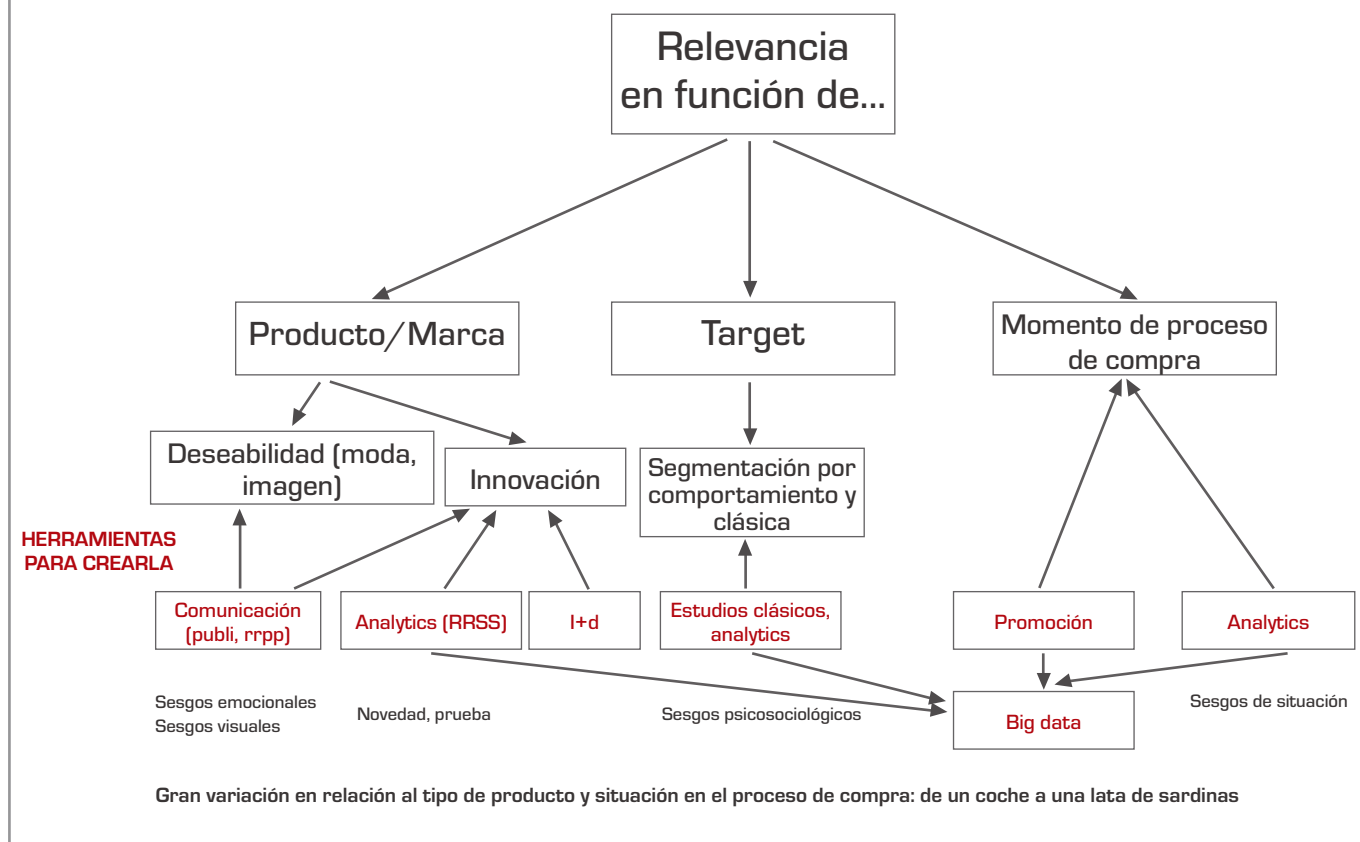 Relevancia
en función de...
Producto/Marca
Target
Momento de proceso
de compra
Deseabilidad (moda,
imagen)
Innovación
Segmentación por
comportamiento y
clásica
HERRAMIENTAS
PARA CREARLA
Comunicación
(publi, rrpp)
Analytics (RRSS)
I+d
Estudios clásicos,
analytics
Promoción
Analytics
Sesgos emocionales
Sesgos visuales
Novedad, prueba
Sesgos psicosociológicos
Big data
Sesgos de situación
Gran variación en relación al tipo de producto y situación en el proceso de compra: de un coche a una lata de sardinas